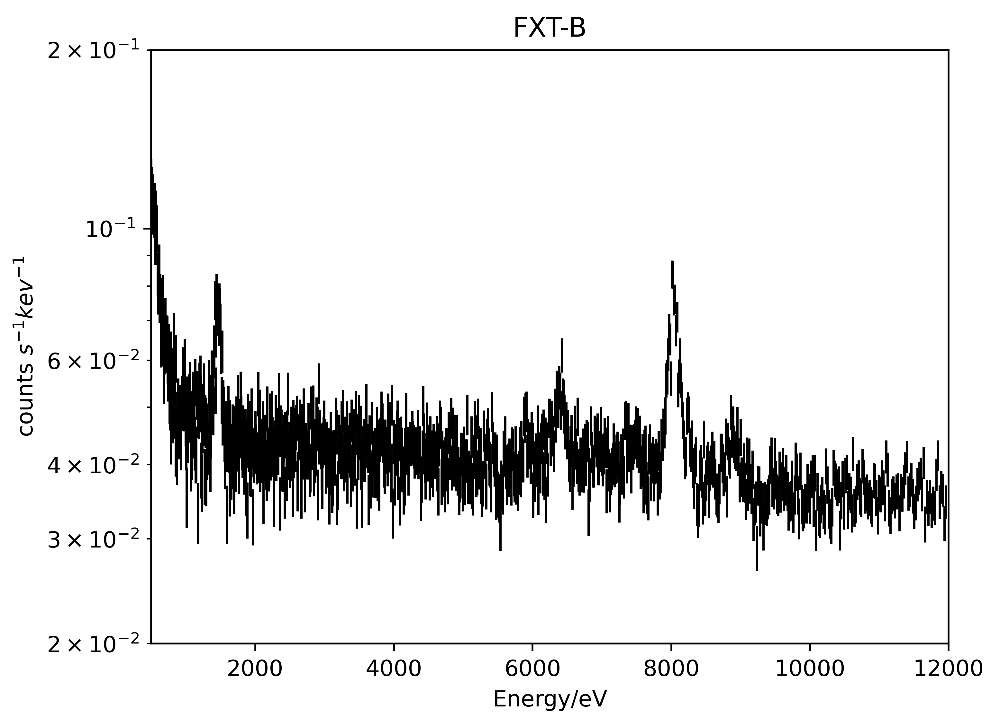 FXT-B
2 × 10⁻¹
10⁻¹
6 × 10⁻²
4 × 10⁻²
3 × 10⁻²
2 × 10⁻²
counts s⁻¹kev⁻¹
2000 4000 6000 8000 10000 12000
Energy/eV